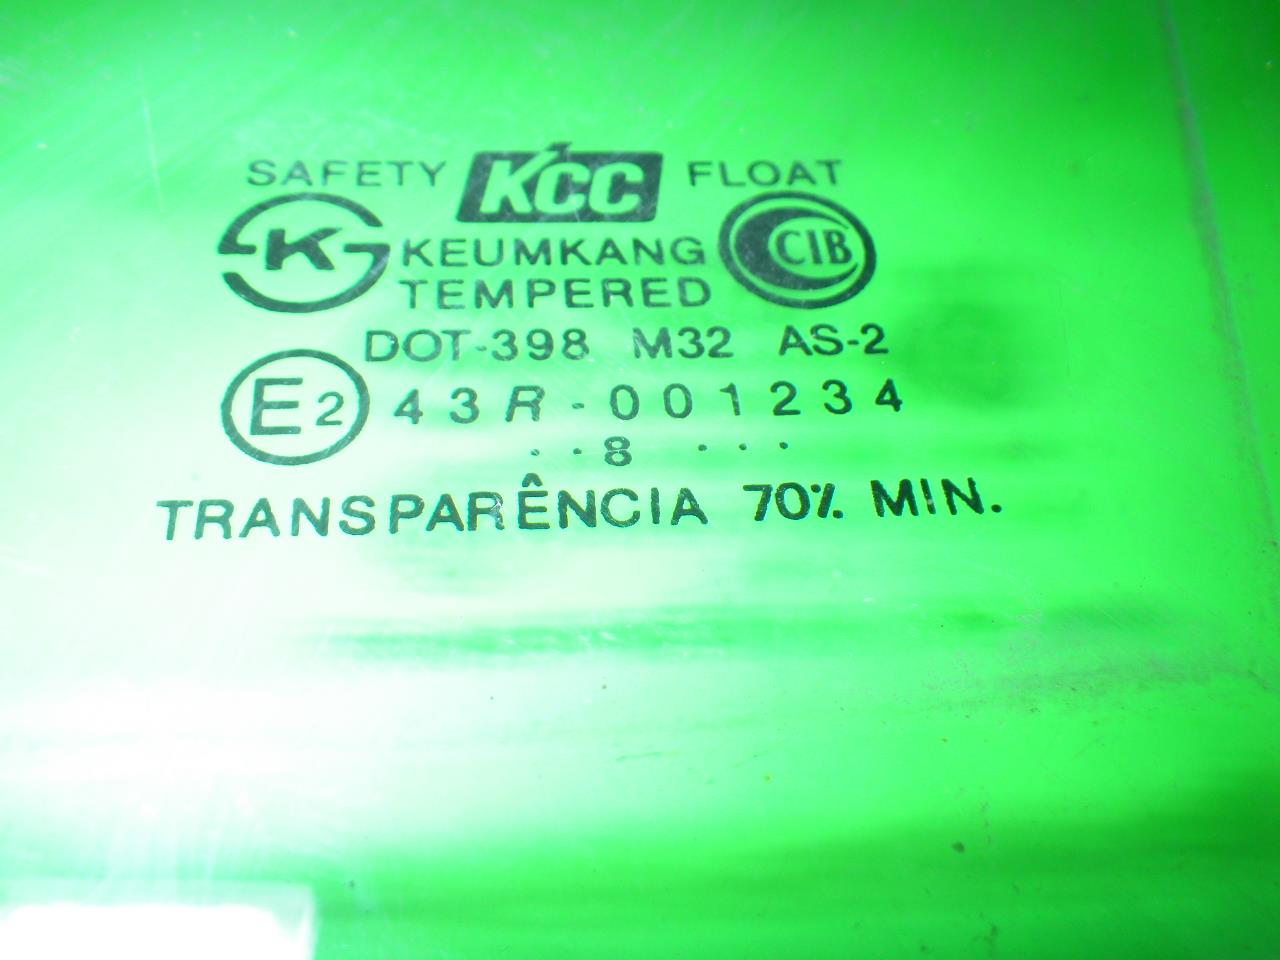 SAFETY KCC FLOAT
K KEUMKANG CIB
TEMPERED
DOT-398 M32 AS-2
E2 43R-001234
. . 8 . . .
TRANSPARÊNCIA 70% MIN.